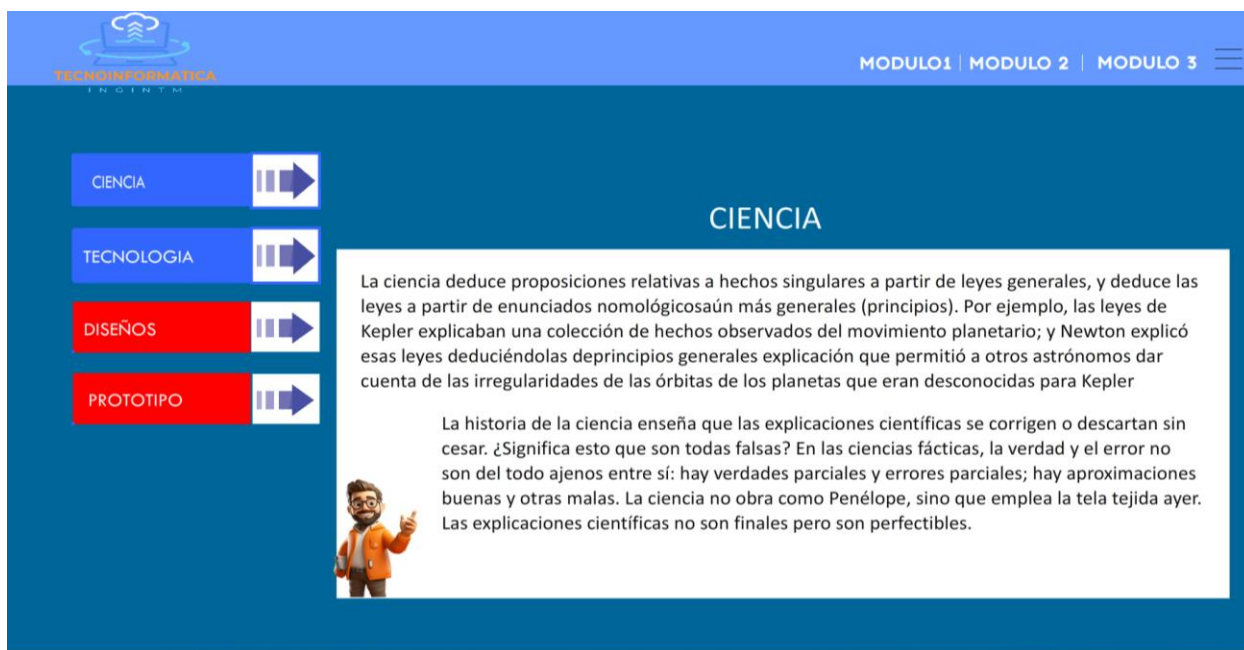 TECNOINFORMATICA
INGINTM
MODULO1 | MODULO 2 | MODULO 3
CIENCIA
TECNOLOGIA
DISEÑOS
PROTOTIPO
CIENCIA
La ciencia deduce proposiciones relativas a hechos singulares a partir de leyes generales, y deduce las
leyes a partir de enunciados nomológicosaún más generales (principios). Por ejemplo, las leyes de
Kepler explicaban una colección de hechos observados del movimiento planetario; y Newton explicó
esas leyes deduciéndolas deprincipios generales explicación que permitió a otros astrónomos dar
cuenta de las irregularidades de las órbitas de los planetas que eran desconocidas para Kepler
La historia de la ciencia enseña que las explicaciones científicas se corrigen o descartan sin
cesar. ¿Significa esto que son todas falsas? En las ciencias fácticas, la verdad y el error no
son del todo ajenos entre sí: hay verdades parciales y errores parciales; hay aproximaciones
buenas y otras malas. La ciencia no obra como Penélope, sino que emplea la tela tejida ayer.
Las explicaciones científicas no son finales pero son perfectibles.